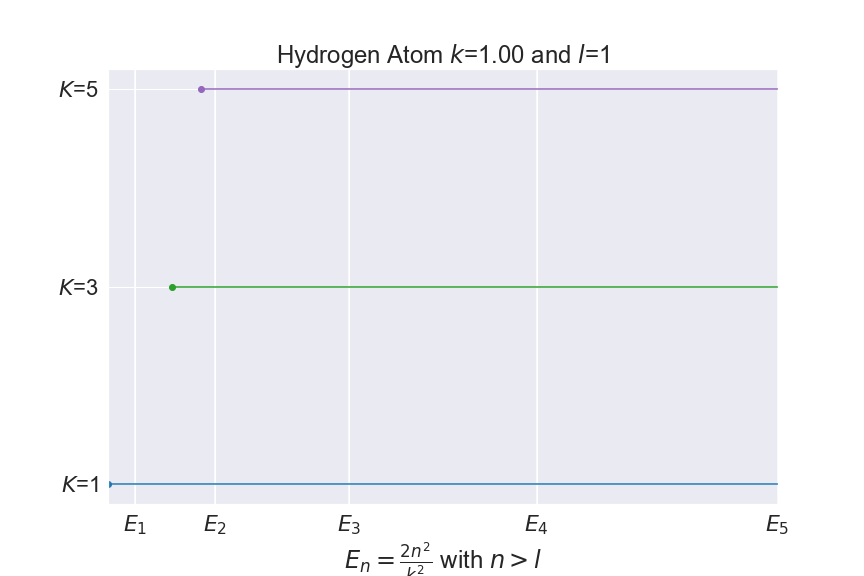 Hydrogen Atom k=1.00 and l=1
K=5
K=3
K=1
E₁ E₂ E₃ E₄ E₅
Eₙ = 2n²/k² with n > l